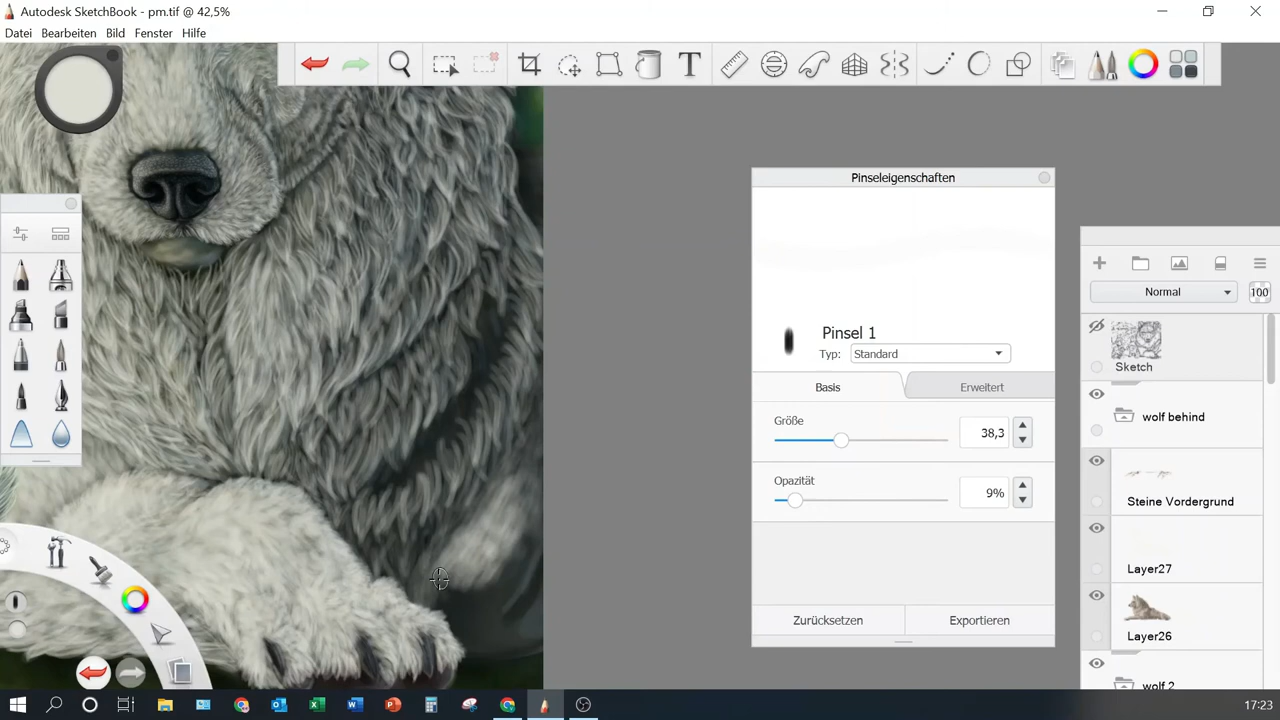 Autodesk SketchBook - pm.tif @ 42,5%
Datei Bearbeiten Bild Fenster Hilfe
T
Pinseleigenschaften
Pinsel 1
Typ: Standard
Basis Erweitert
Größe
38,3
Opazität
9%
Zurücksetzen Exportieren
Normal 100
Sketch
wolf behind
Steine Vordergrund
Layer27
Layer26
wolf 2
17:23